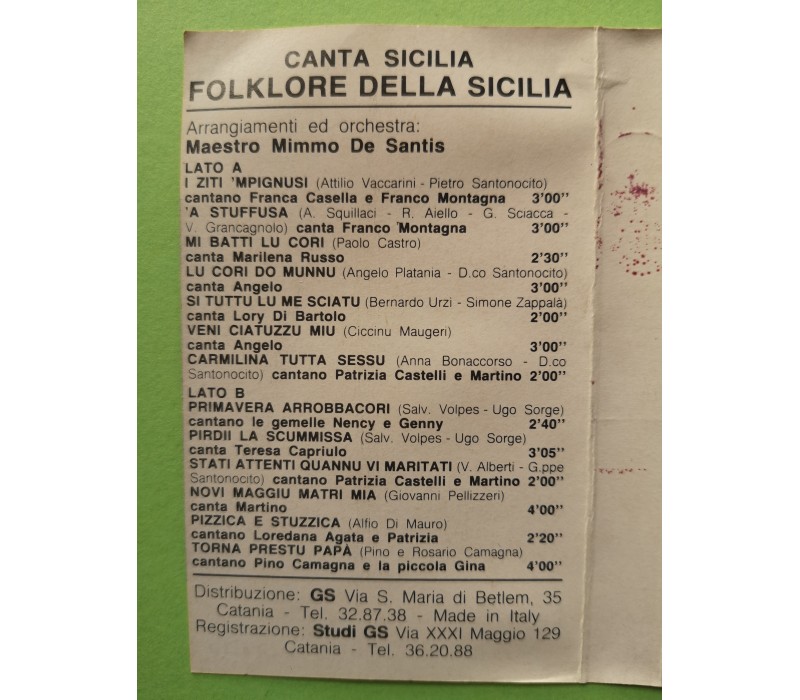 CANTA SICILIA
FOLKLORE DELLA SICILIA
Arrangiamenti ed orchestra:
Maestro Mimmo De Santis
LATO A
I ZITI 'MPIGNUSI (Attilio Vaccarini - Pietro Santonocito)
cantano Franca Casella e Franco Montagna 3'00''
'A STUFFUSA (A. Squillaci - R. Aiello - G. Sciacca -
V. Grancagnolo) canta Franco Montagna 3'00''
MI BATTI LU CORI (Paolo Castro)
canta Marilena Russo 2'30''
LU CORI DO MUNNU (Angelo Platania - D.co Santonocito)
canta Angelo 3'00''
SI TUTTU LU ME SCIATU (Bernardo Urzi - Simone Zappalà)
canta Lory Di Bartolo 2'00''
VENI CIATUZZU MIU (Ciccinu Maugeri)
canta Angelo 3'00''
CARMILINA TUTTA SESSU (Anna Bonaccorso - D.co
Santonocito) cantano Patrizia Castelli e Martino 2'00''
LATO B
PRIMAVERA ARROBBACORI (Salv. Volpes - Ugo Sorge)
cantano le gemelle Nency e Genny 2'40''
PIRDII LA SCUMMISSA (Salv. Volpes - Ugo Sorge)
canta Teresa Capriulo 3'05''
STATI ATTENTI QUANNU VI MARITATI (V. Alberti - G.ppe
Santonocito) cantano Patrizia Castelli e Martino 2'00''
NOVI MAGGIU MATRI MIA (Giovanni Pellizzeri)
canta Martino 4'00''
PIZZICA E STUZZICA (Alfio Di Mauro)
cantano Loredana Agata e Patrizia 2'20''
TORNA PRESTU PAPÀ (Pino e Rosario Camagna)
cantano Pino Camagna e la piccola Gina 4'00''
Distribuzione: GS Via S. Maria di Betlem, 35
Catania - Tel. 32.87.38 - Made in Italy
Registrazione: Studi GS Via XXXI Maggio 129
Catania - Tel. 36.20.88